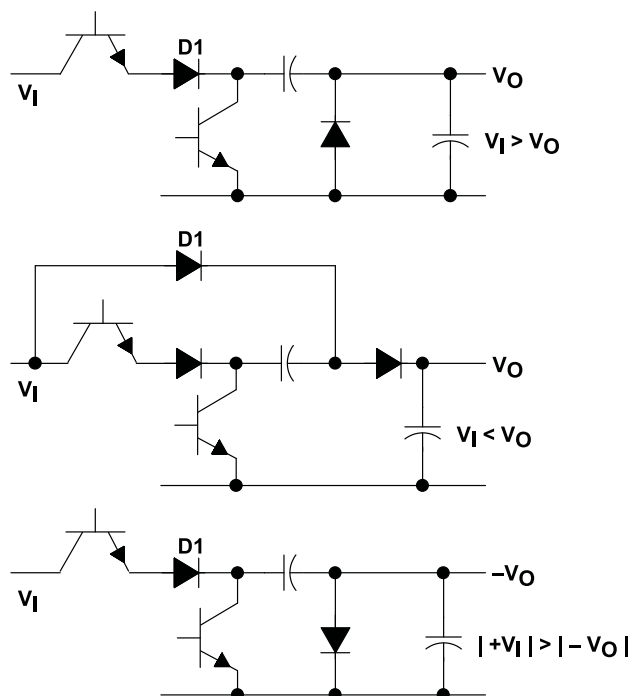 D1
VI
VO
VI > VO
D1
VI
VO
VI < VO
D1
VI
–VO
| +VI | > | – VO |